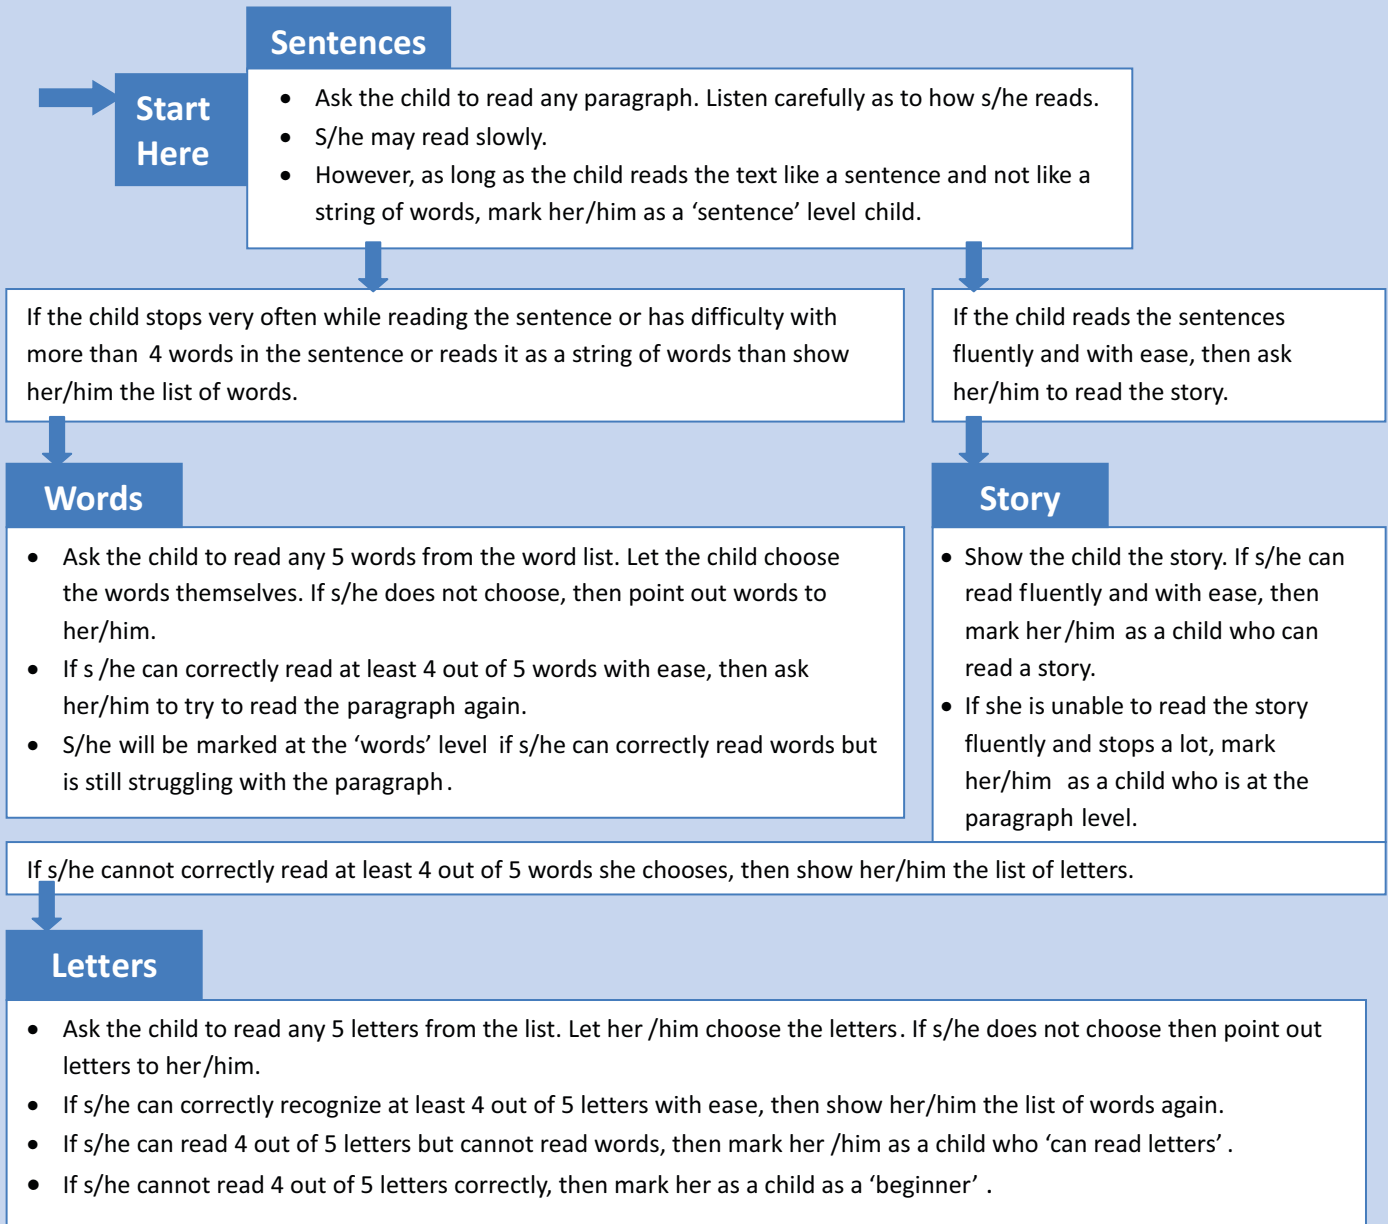 Sentences
Start
Here
• Ask the child to read any paragraph. Listen carefully as to how s/he reads.
• S/he may read slowly.
• However, as long as the child reads the text like a sentence and not like a
string of words, mark her/him as a ‘sentence’ level child.
If the child stops very often while reading the sentence or has difficulty with
more than 4 words in the sentence or reads it as a string of words than show
her/him the list of words.
If the child reads the sentences
fluently and with ease, then ask
her/him to read the story.
Words
• Ask the child to read any 5 words from the word list. Let the child choose
the words themselves. If s/he does not choose, then point out words to
her/him.
• If s /he can correctly read at least 4 out of 5 words with ease, then ask
her/him to try to read the paragraph again.
• S/he will be marked at the ‘words’ level if s/he can correctly read words but
is still struggling with the paragraph.
Story
• Show the child the story. If s/he can
read fluently and with ease, then
mark her/him as a child who can
read a story.
• If she is unable to read the story
fluently and stops a lot, mark
her/him as a child who is at the
paragraph level.
If s/he cannot correctly read at least 4 out of 5 words she chooses, then show her/him the list of letters.
Letters
• Ask the child to read any 5 letters from the list. Let her /him choose the letters. If s/he does not choose then point out
letters to her/him.
• If s/he can correctly recognize at least 4 out of 5 letters with ease, then show her/him the list of words again.
• If s/he can read 4 out of 5 letters but cannot read words, then mark her /him as a child who ‘can read letters’ .
• If s/he cannot read 4 out of 5 letters correctly, then mark her as a child as a ‘beginner’ .